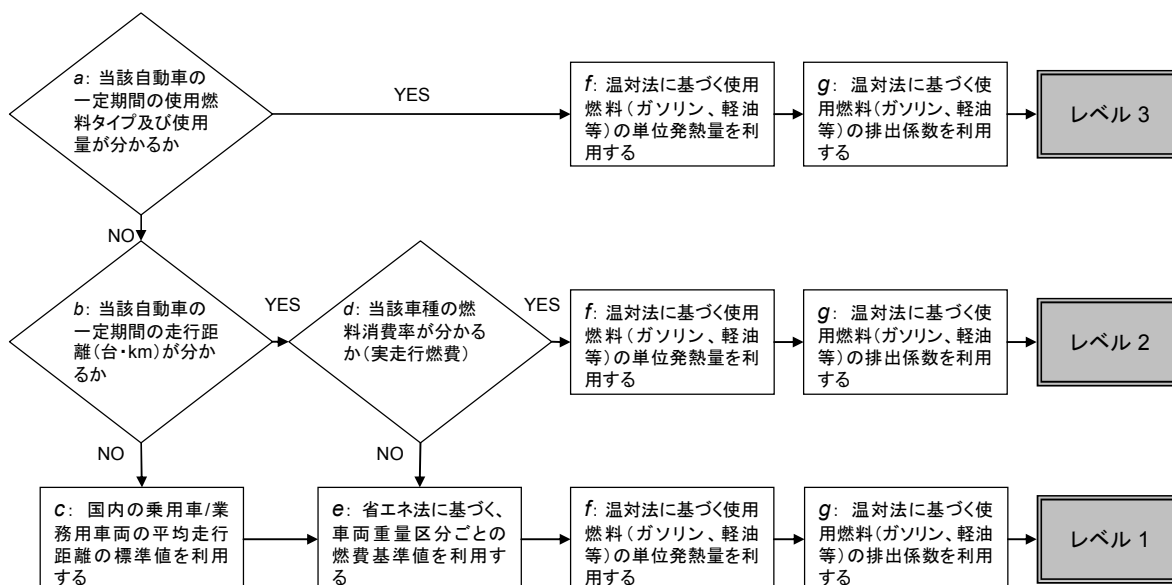 a: 当該自動車の
一定期間の使用燃
料タイプ及び使用
量が分かるか
YES
f: 温対法に基づく使用
燃料(ガソリン、軽油
等)の単位発熱量を利
用する
g: 温対法に基づく使
用燃料(ガソリン、軽油
等)の排出係数を利用
する
レベル 3
NO
b: 当該自動車の
一定期間の走行距
離(台・km)が分か
るか
YES
d: 当該車種の燃
料消費率が分かる
か(実走行燃費)
YES
f: 温対法に基づく使用
燃料(ガソリン、軽油
等)の単位発熱量を利
用する
g: 温対法に基づく使
用燃料(ガソリン、軽油
等)の排出係数を利用
する
レベル 2
NO
NO
c: 国内の乗用車/業
務用車両の平均走行
距離の標準値を利用
する
e: 省エネ法に基づく、
車両重量区分ごとの
燃費基準値を利用す
る
f: 温対法に基づく使用
燃料(ガソリン、軽油
等)の単位発熱量を利
用する
g: 温対法に基づく使
用燃料(ガソリン、軽油
等)の排出係数を利用
する
レベル 1